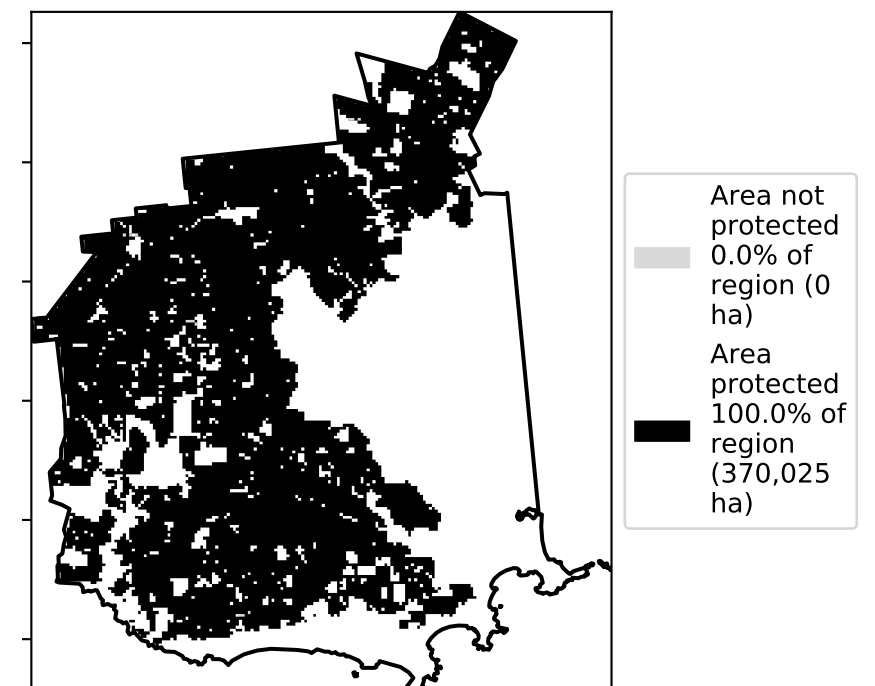 Area not
protected
0.0% of
region (0
ha)
Area
protected
100.0% of
region
(370,025
ha)